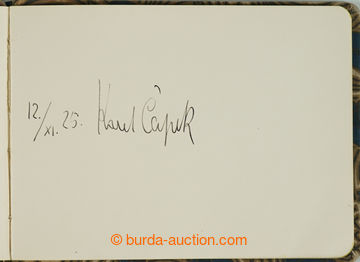 12./XI. 25. Karel Čapek
© burda-auction.com